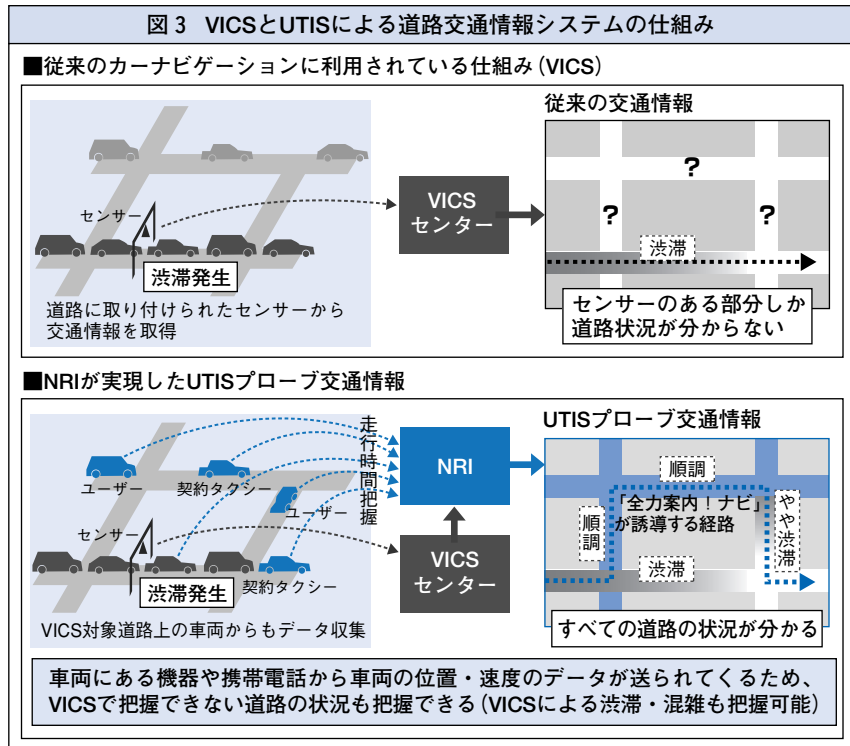 図3 VICSとUTISによる道路交通情報システムの仕組み
■従来のカーナビゲーションに利用されている仕組み(VICS)
センサー
渋滞発生
道路に取り付けられたセンサーから
交通情報を取得
VICS
センター
従来の交通情報
?
?
?
渋滞
センサーのある部分しか
道路状況が分からない
■NRIが実現したUTISプローブ交通情報
ユーザー
契約タクシー
ユーザー
センサー
渋滞発生
契約タクシー
VICS対象道路上の車両からもデータ収集
走行時間把握
NRI
VICS
センター
UTISプローブ交通情報
順調
「全力案内!ナビ」
が誘導する経路
順調
やや渋滞
渋滞
すべての道路の状況が分かる
車両にある機器や携帯電話から車両の位置・速度のデータが送られてくるため、
VICSで把握できない道路の状況も把握できる(VICSによる渋滞・混雑も把握可能)